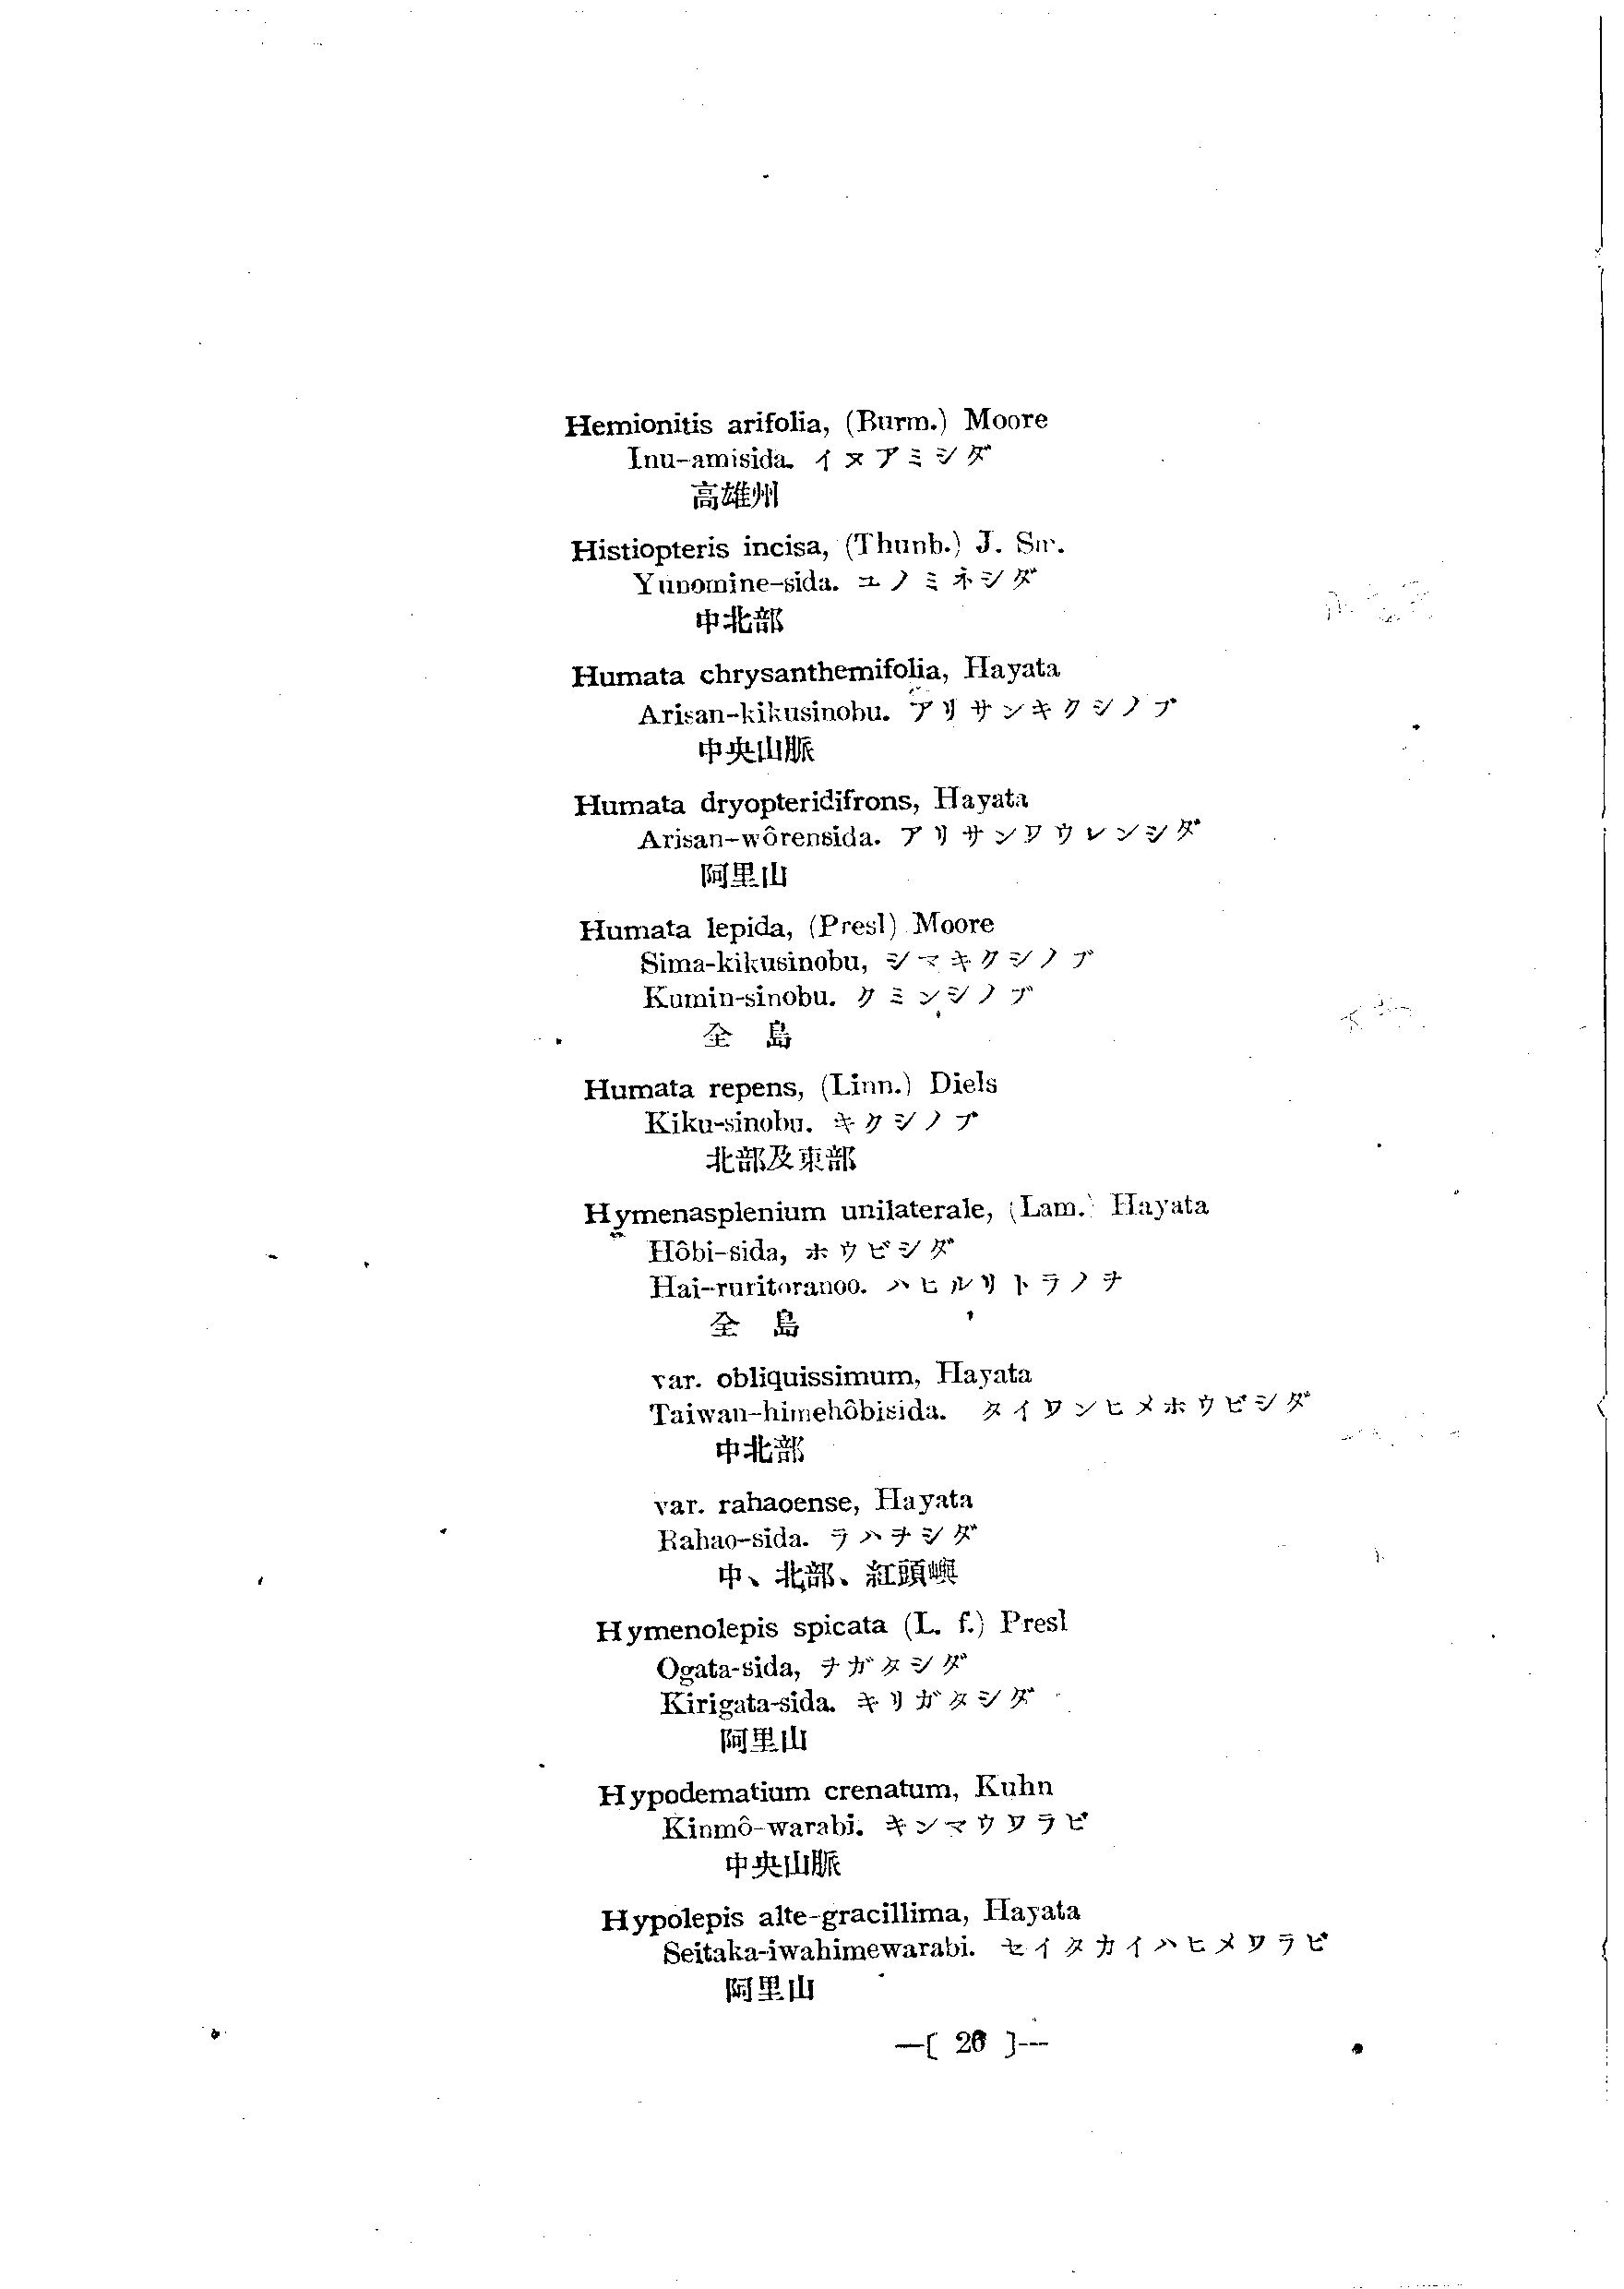 Hemionitis arifolia, (Burm.) Moore
Inu-amisida. イヌアミシダ
高雄州
Histiopteris incisa, (Thunb.) J. Sm.
Yunomine-sida. ユノミネシダ
中北部
Humata chrysanthemifolia, Hayata
Arisan-kikusinobu. アリサンキクシノブ
中央山脈
Humata dryopteridifrons, Hayata
Arisan-wôrensida. アリサンワウレンシダ
阿里山
Humata lepida, (Presl) Moore
Sima-kikusinobu, シマキクシノブ
Kumin-sinobu. クミンシノブ
全 島
Humata repens, (Linn.) Diels
Kiku-sinobu. キクシノブ
北部及東部
Hymenasplenium unilaterale, (Lam.) Hayata
Hôbi-sida, ホウビシダ
Hai-ruritoranoo. ハヒルリトラノヲ
全 島
var. obliquissimum, Hayata
Taiwan-himehôbisida. タイワンヒメホウビシダ
中北部
var. rahaoense, Hayata
Rahao-sida. ラハヲシダ
中、北部、紅頭嶼
Hymenolepis spicata (L. f.) Presl
Ogata-sida, ヲガタシダ
Kirigata-sida. キリガタシダ
阿里山
Hypodematium crenatum, Kuhn
Kinmô-warabi. キンマウワラビ
中央山脈
Hypolepis alte-gracillima, Hayata
Seitaka-iwahimewarabi. セイタカイハヒメワラビ
阿里山
—[ 26 ]—